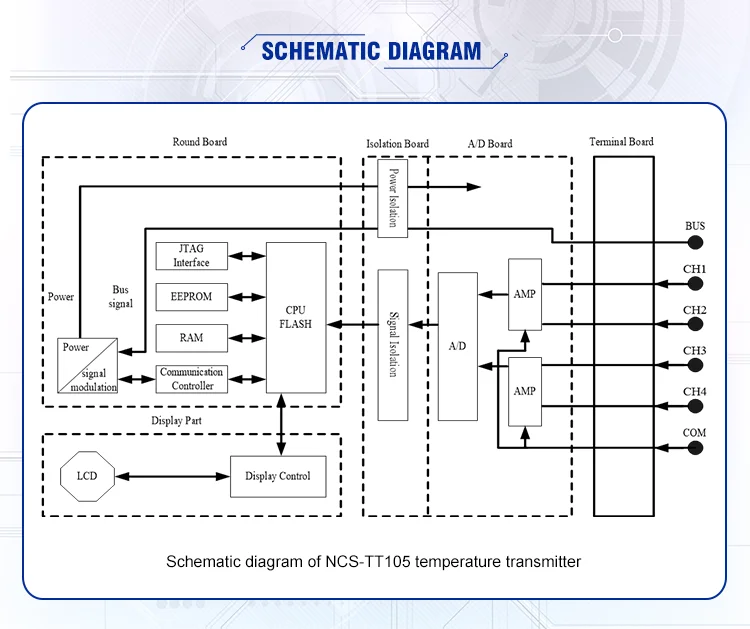 SCHEMATIC DIAGRAM
Round Board
Isolation Board
A/D Board
Terminal Board
Power Isolation
BUS
JTAG
Interface
CH1
Bus
signal
Power
EEPROM
CPU
FLASH
AMP
CH2
RAM
Signal Isolation
A/D
Power
signal
modulation
Communication
Controller
CH3
AMP
CH4
Display Part
COM
LCD
Display Control
Schematic diagram of NCS-TT105 temperature transmitter